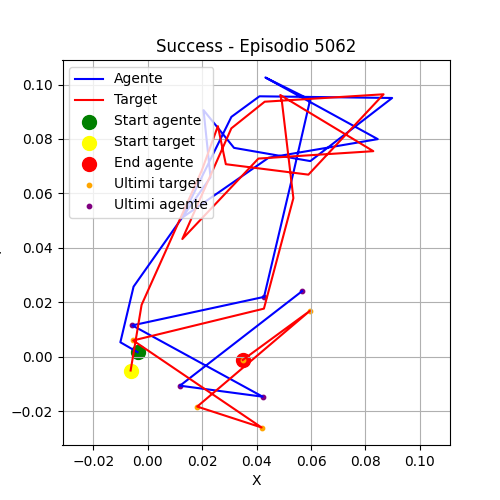 Success - Episodio 5062
Agente
Target
Start agente
Start target
End agente
Ultimi target
Ultimi agente
0.10
0.08
0.06
0.04
0.02
0.00
−0.02
−0.02 0.00 0.02 0.04 0.06 0.08 0.10
X